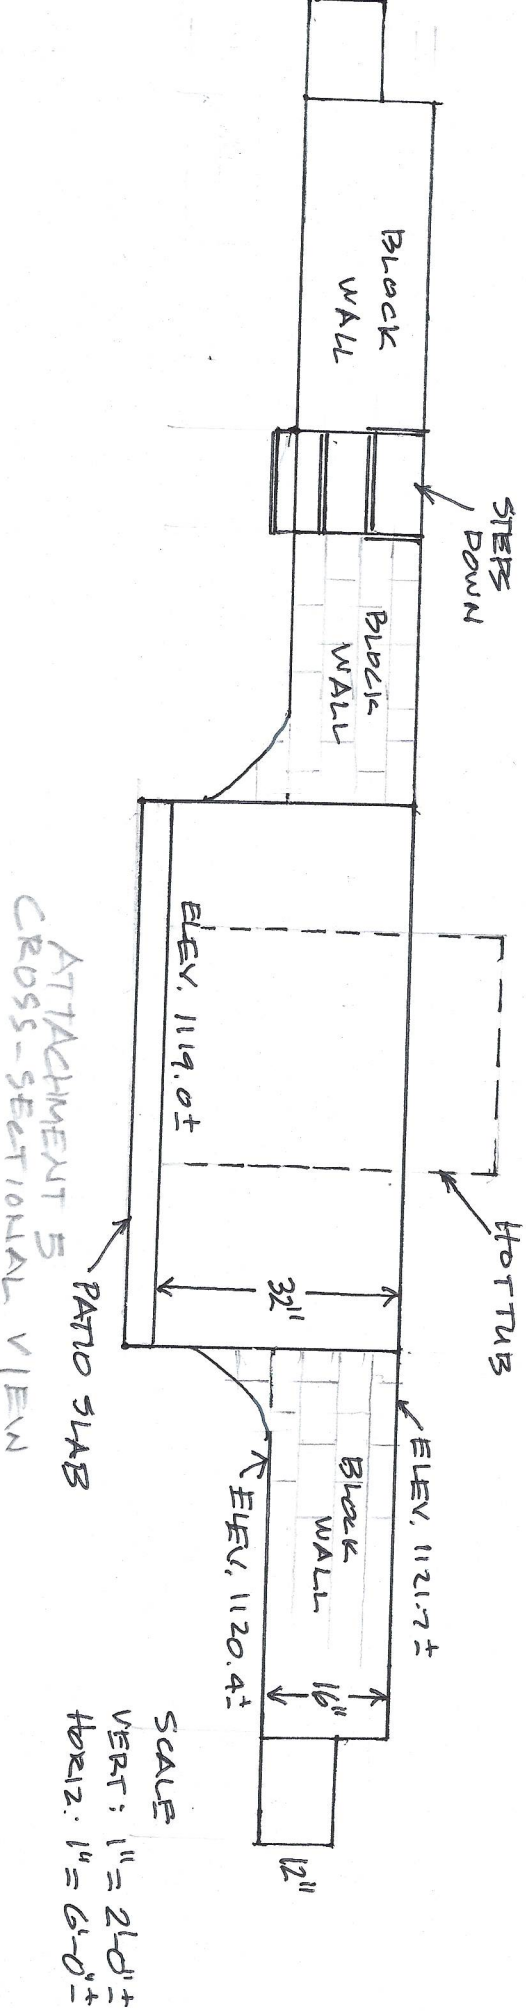 BLOCK
WALL
STEPS
DOWN
BLOCK
WALL
ELEV. 1119.0±
HOT TUB
32"
PATIO SLAB
ELEV. 1121.7±
ELEV. 1120.4±
BLOCK
WALL
16"
12"
ATTACHMENT 5
CROSS-SECTIONAL VIEW
SCALE
VERT: 1" = 2'-0" ±
HORIZ: 1" = 6'-0" ±